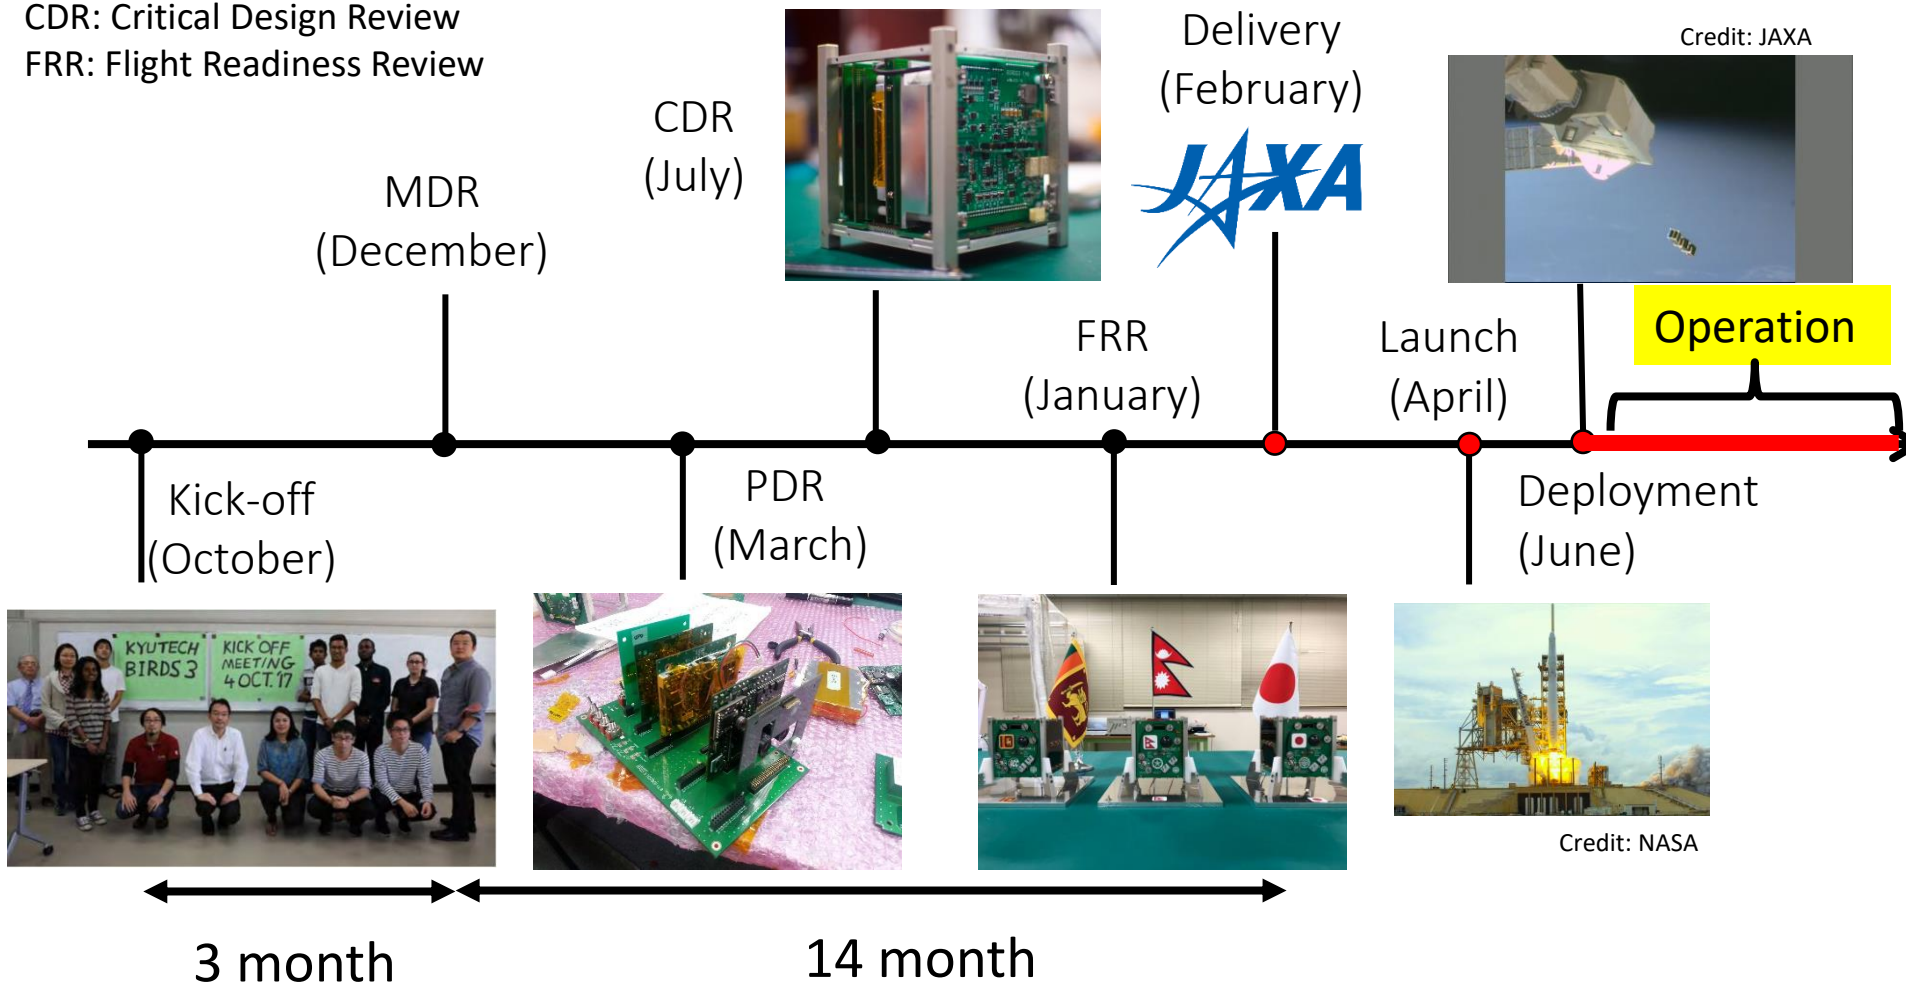 CDR: Critical Design Review
FRR: Flight Readiness Review
Delivery
(February)
Credit: JAXA
CDR
(July)
JAXA
MDR
(December)
FRR
(January)
Launch
(April)
Operation
Kick-off
(October)
PDR
(March)
Deployment
(June)
KYUTECH
BIRDS 3
KICK OFF
MEETING
4 OCT. 17
Credit: NASA
3 month
14 month